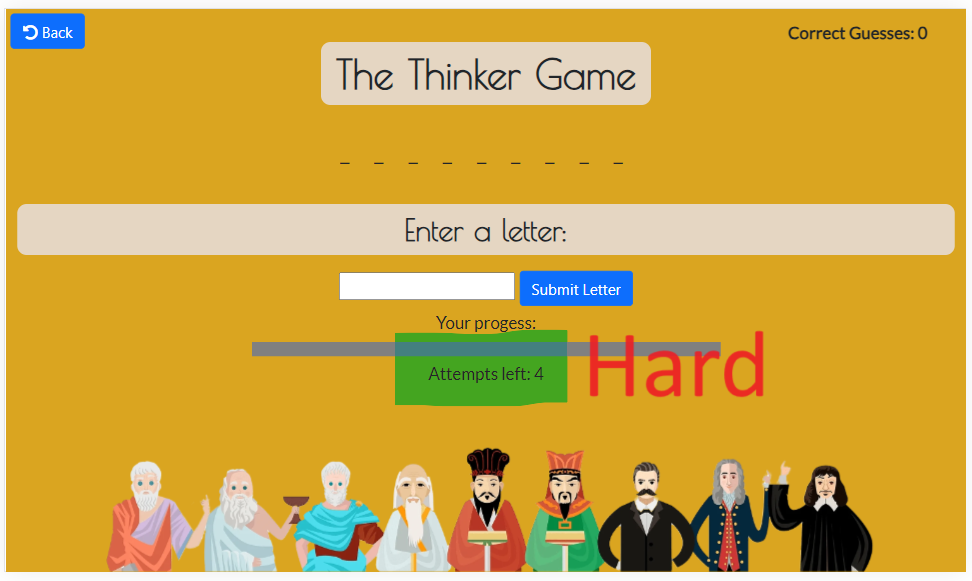 Back
Correct Guesses: 0
The Thinker Game
_ _ _ _ _ _ _ _ _
Enter a letter:
Submit Letter
Your progess:
Attempts left: 4
Hard